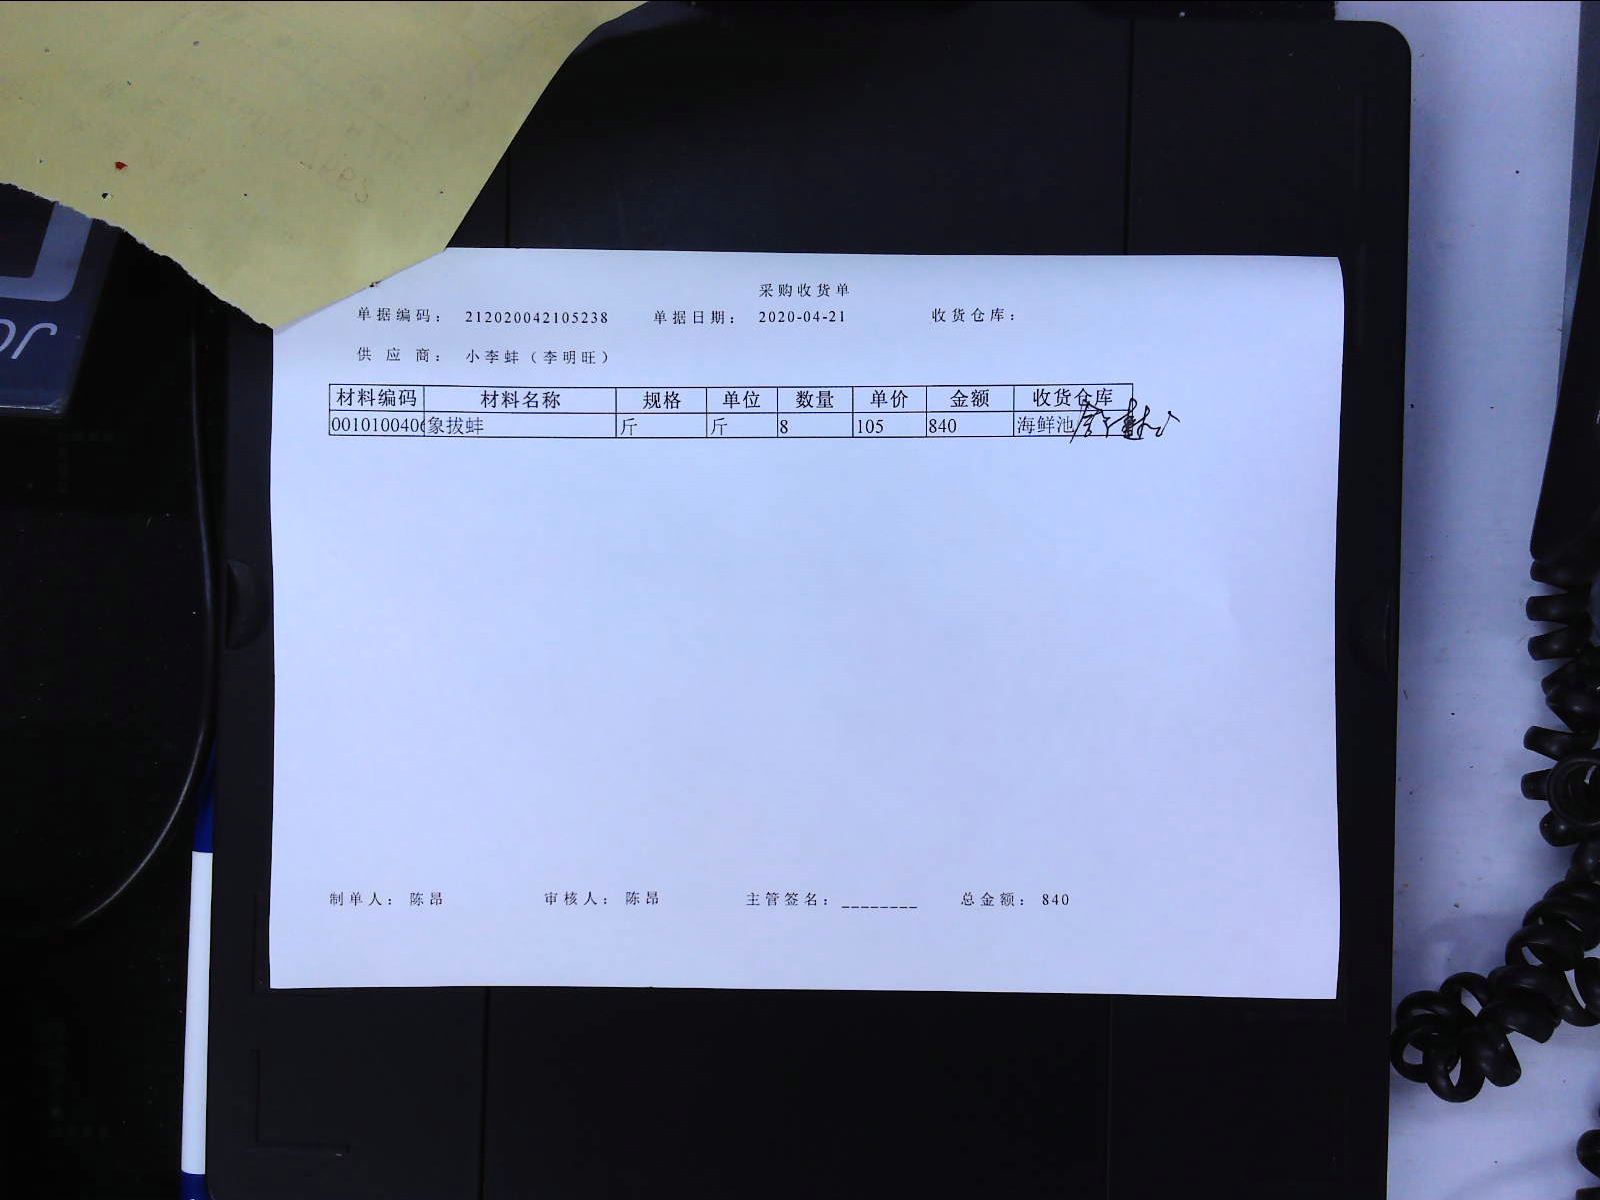 采购收货单
单据编码： 212020042105238 单据日期： 2020-04-21 收货仓库：
供 应 商： 小李蚌（李明旺）
材料编码 材料名称 规格 单位 数量 单价 金额 收货仓库
0010100406 象拔蚌 斤 斤 8 105 840 海鲜池
制单人： 陈昂 审核人： 陈昂 主管签名：________ 总金额： 840